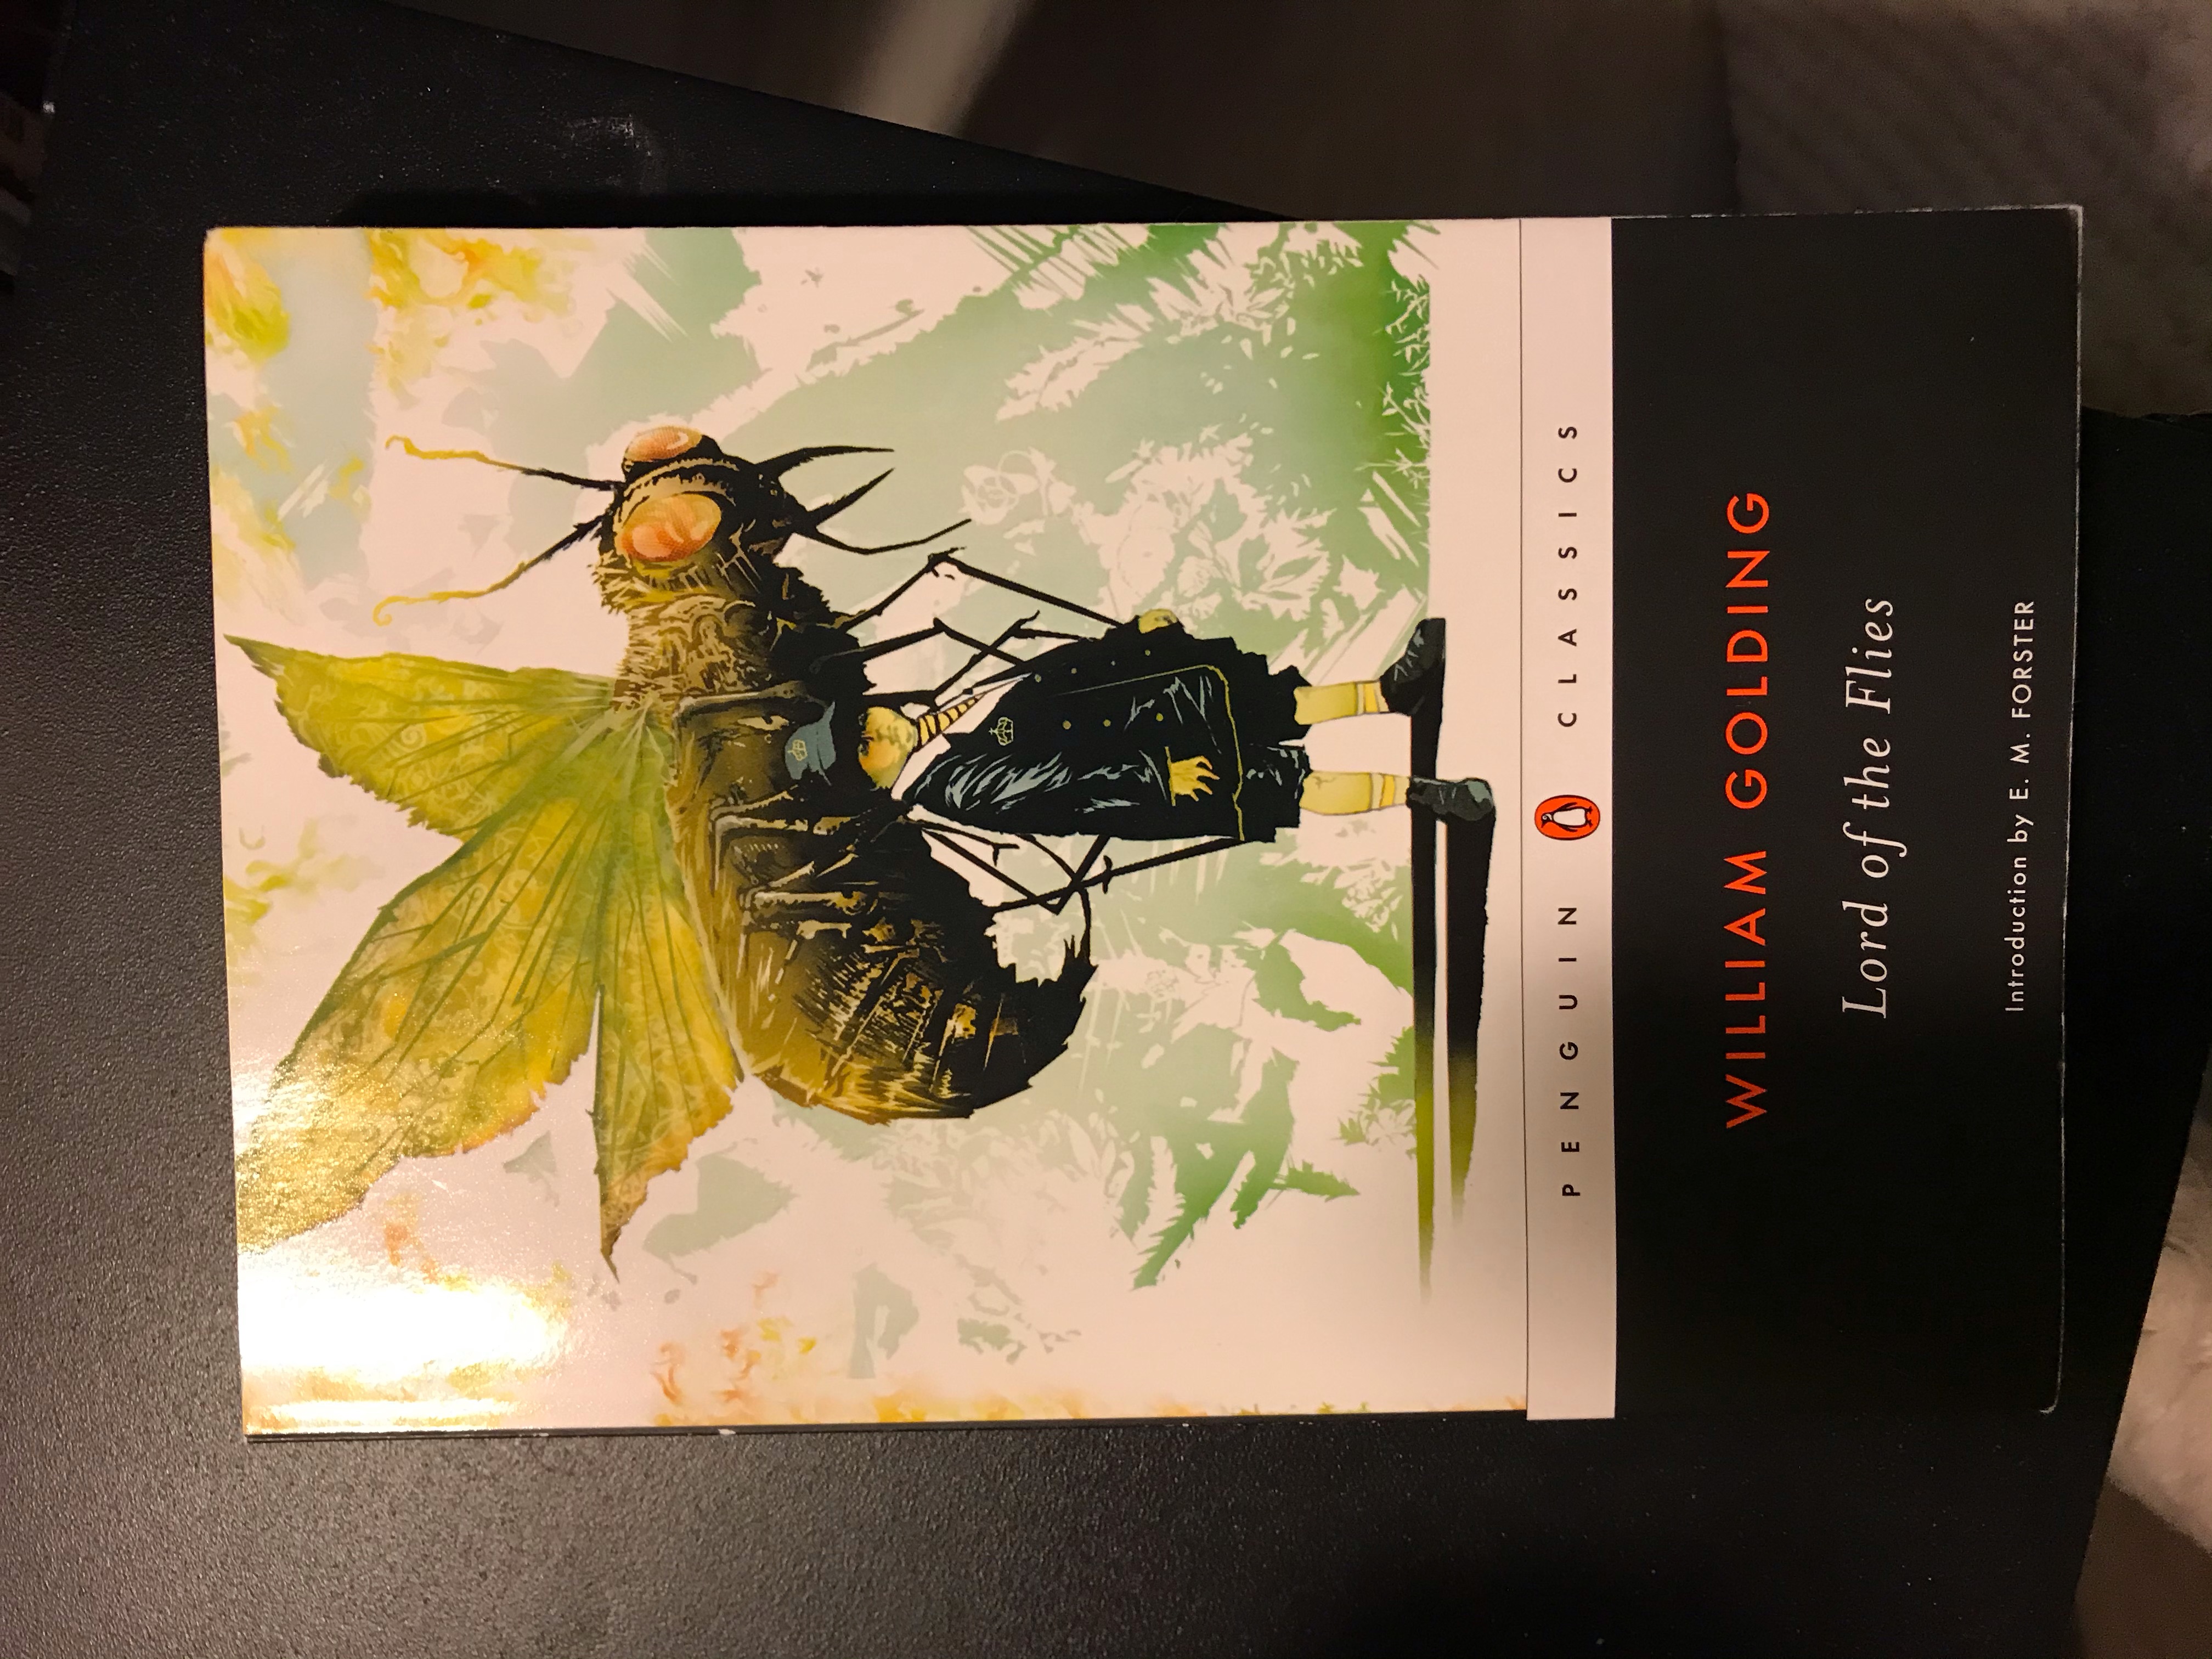 PENGUIN CLASSICS
WILLIAM GOLDING
Lord of the Flies
Introduction by E. M. FORSTER